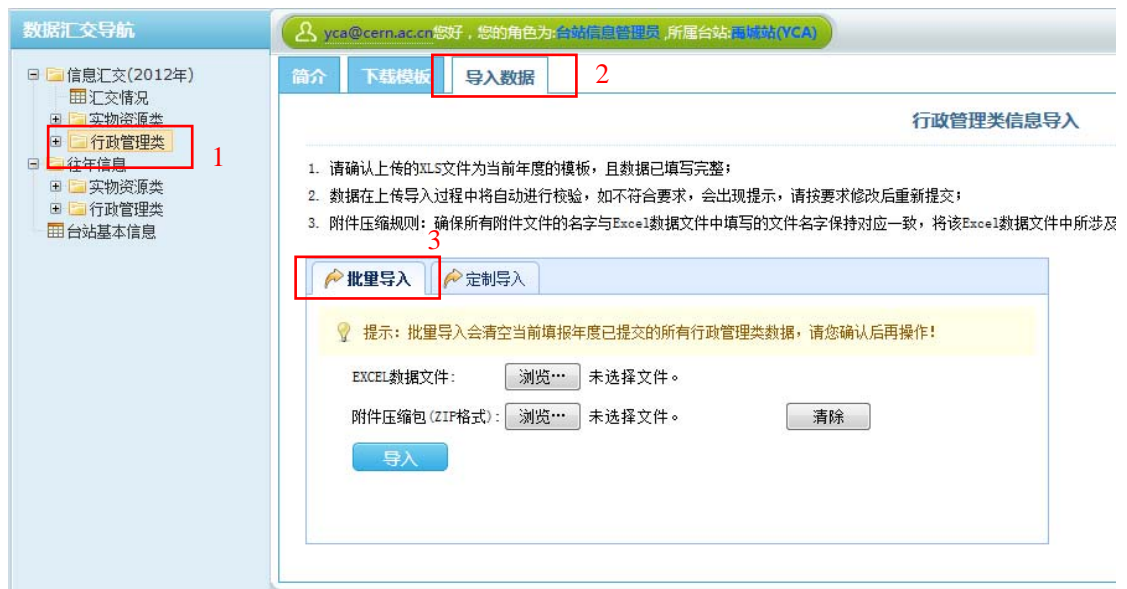 数据汇交导航
yca@cern.ac.cn您好，您的角色为:台站信息管理员 ,所属台站:禹城站(YCA)
信息汇交(2012年)
汇交情况
实物资源类
行政管理类
1
往年信息
实物资源类
行政管理类
台站基本信息
简介 下载模板 导入数据 2
行政管理类信息导入
1. 请确认上传的XLS文件为当前年度的模板，且数据已填写完整；
2. 数据在上传导入过程中将自动进行校验，如不符合要求，会出现提示，请按要求修改后重新提交；
3. 附件压缩规则：确保所有附件文件的名字与Excel数据文件中填写的文件名字保持对应一致，将该Excel数据文件中所涉及
3
批量导入 定制导入
提示：批量导入会清空当前填报年度已提交的所有行政管理类数据，请您确认后再操作！
EXCEL数据文件： 浏览… 未选择文件。
附件压缩包(ZIP格式)： 浏览… 未选择文件。 清除
导入